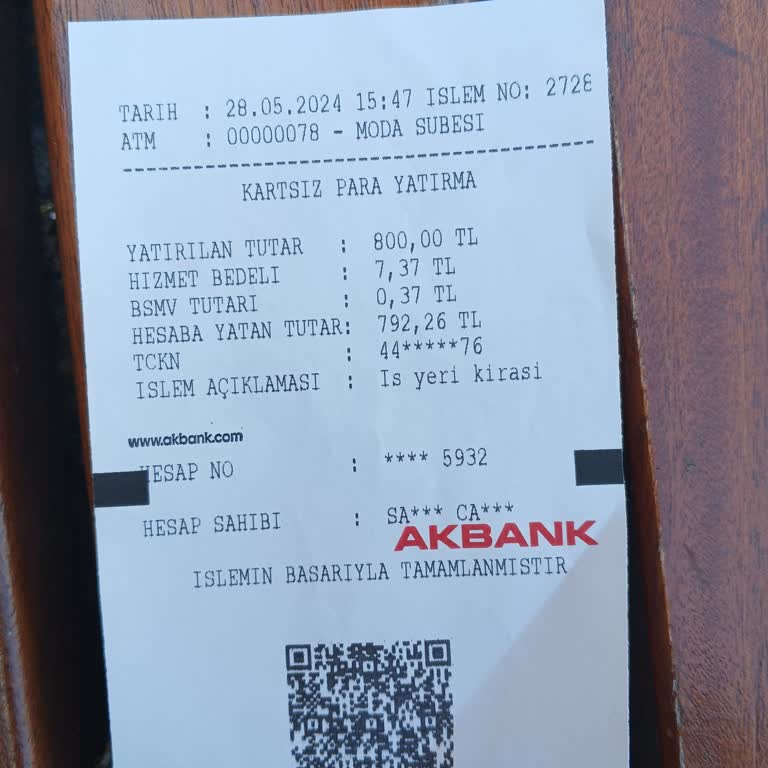 TARIH : 28.05.2024 15:47 ISLEM NO: 2728
ATM : 00000078 - MODA SUBESI
KARTSIZ PARA YATIRMA
YATIRILAN TUTAR : 800,00 TL
HIZMET BEDELI : 7,37 TL
BSMV TUTARI : 0,37 TL
HESABA YATAN TUTAR: 792,26 TL
TCKN : 44*****76
ISLEM AÇIKLAMASI : Is yeri kirasi
www.akbank.com
HESAP NO : **** 5932
HESAP SAHIBI : SA*** CA***
AKBANK
ISLEMIN BASARIYLA TAMAMLANMISTIR